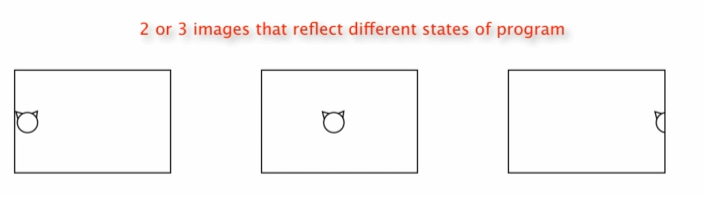 2 or 3 images that reflect different states of program